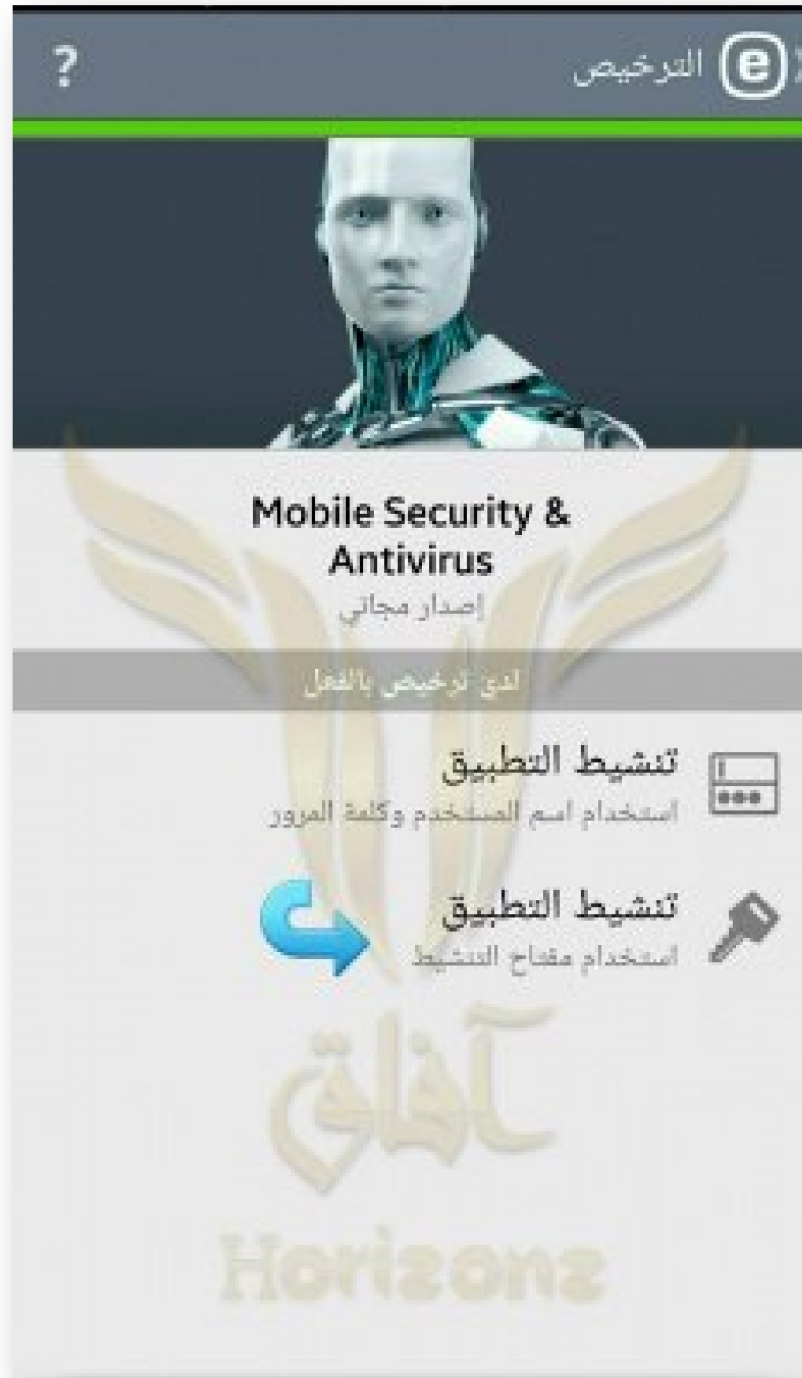 ? الترخيص e
Mobile Security &
Antivirus
إصدار مجاني
لدي ترخيص بالفعل
تنشيط التطبيق
استخدام اسم المستخدم وكلمة المرور
تنشيط التطبيق
استخدام مفتاح التنشيط
آفاق
Horizons